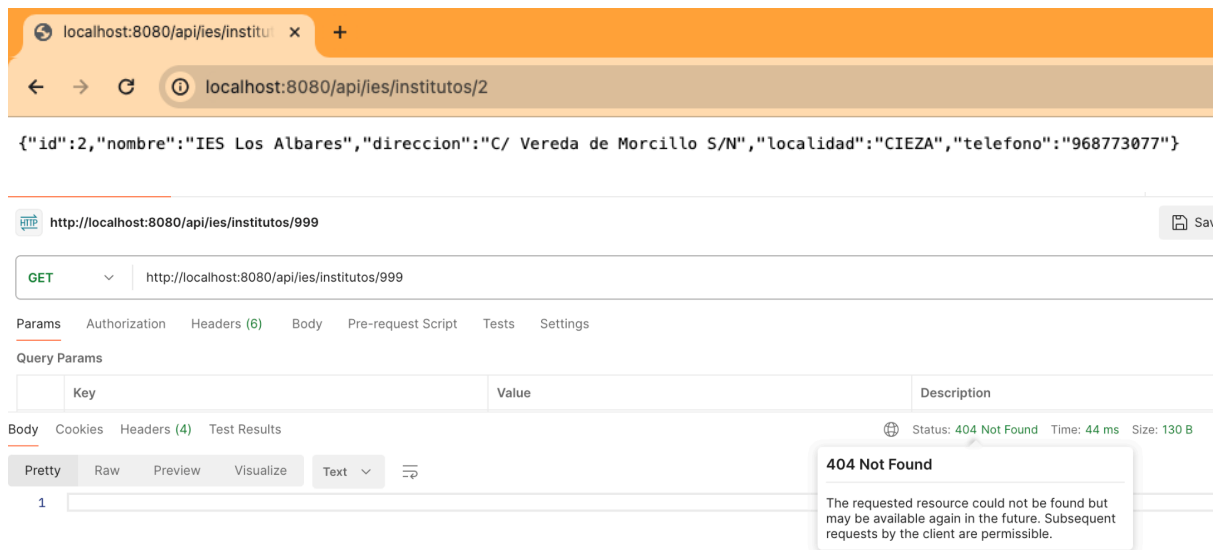 localhost:8080/api/ies/institut
localhost:8080/api/ies/institutos/2
{"id":2,"nombre":"IES Los Albares","direccion":"C/ Vereda de Morcillo S/N","localidad":"CIEZA","telefono":"968773077"}
HTTP http://localhost:8080/api/ies/institutos/999 Sav
GET http://localhost:8080/api/ies/institutos/999
Params Authorization Headers (6) Body Pre-request Script Tests Settings
Query Params
Key Value Description
Body Cookies Headers (4) Test Results Status: 404 Not Found Time: 44 ms Size: 130 B
Pretty Raw Preview Visualize Text
1
404 Not Found
The requested resource could not be found but
may be available again in the future. Subsequent
requests by the client are permissible.